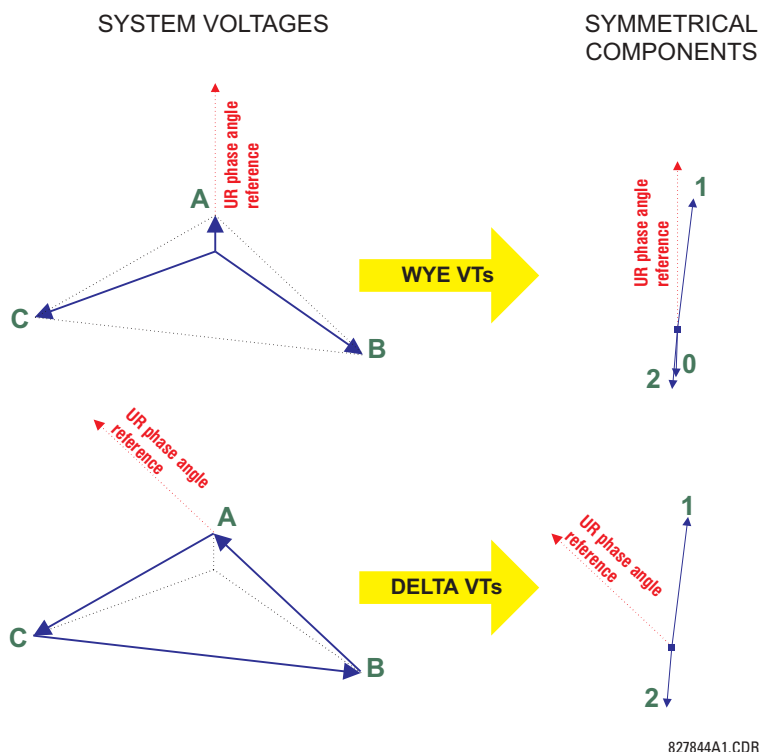 SYSTEM VOLTAGES
SYMMETRICAL
COMPONENTS
UR phase angle
reference
A
C
B
WYE VTs
UR phase angle
reference
1
2
0
UR phase angle
reference
A
C
B
DELTA VTs
UR phase angle
reference
1
2
827844A1.CDR